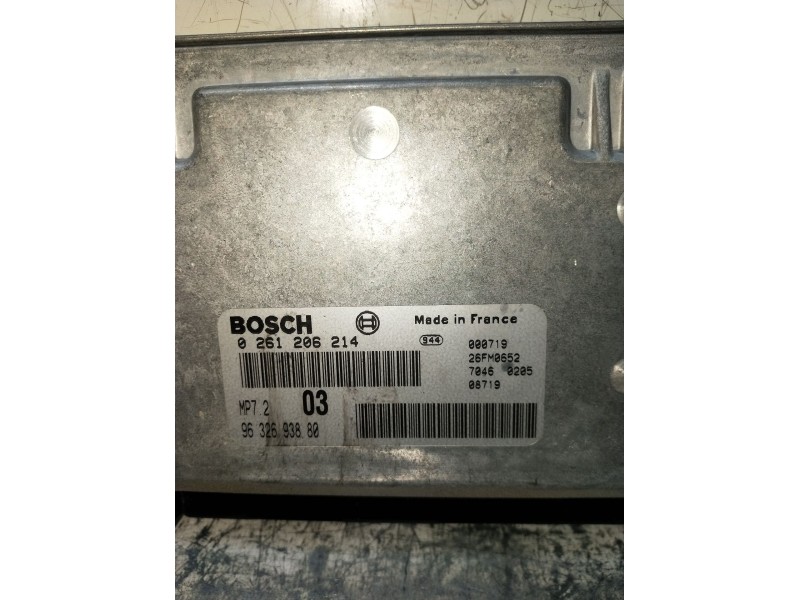 BOSCH
Made in France
0 261 206 214
944
000719
26FM0652
7046 0205
08719
MP7.2 03
96 326 938 80